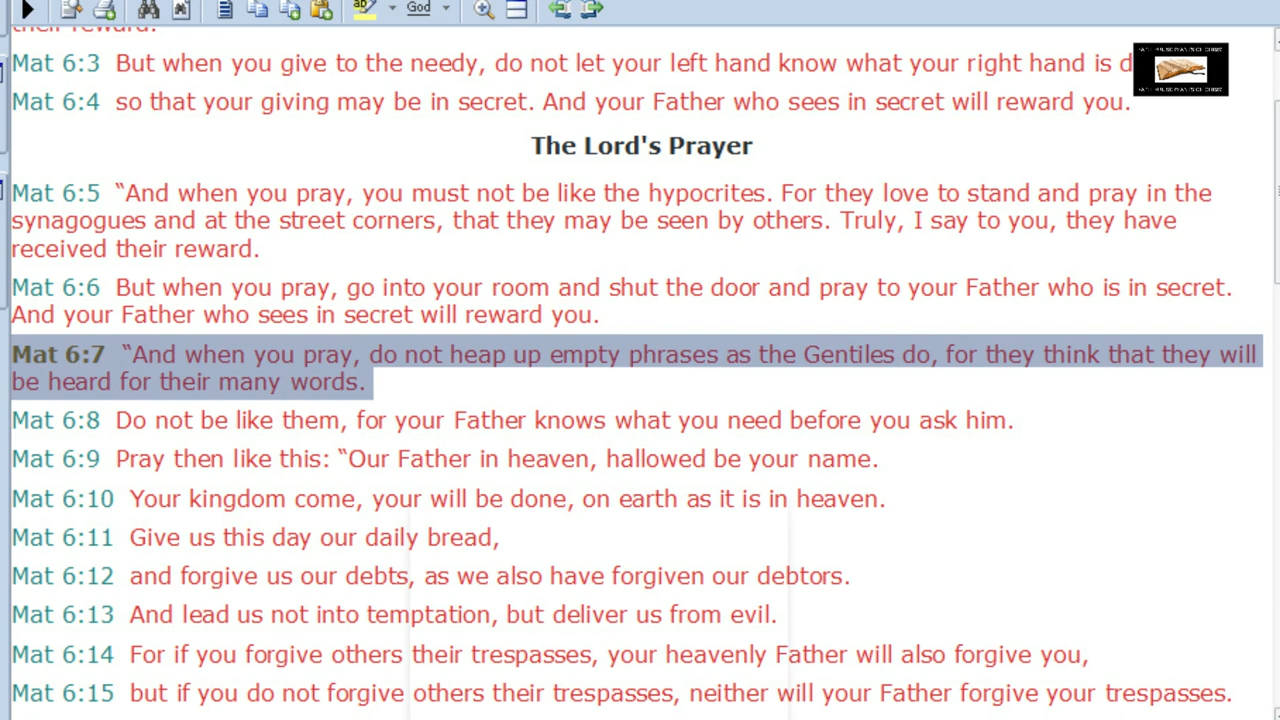 their reward.
Mat 6:3 But when you give to the needy, do not let your left hand know what your right hand is d
Mat 6:4 so that your giving may be in secret. And your Father who sees in secret will reward you.
The Lord's Prayer
Mat 6:5 “And when you pray, you must not be like the hypocrites. For they love to stand and pray in the
synagogues and at the street corners, that they may be seen by others. Truly, I say to you, they have
received their reward.
Mat 6:6 But when you pray, go into your room and shut the door and pray to your Father who is in secret.
And your Father who sees in secret will reward you.
Mat 6:7 “And when you pray, do not heap up empty phrases as the Gentiles do, for they think that they will
be heard for their many words.
Mat 6:8 Do not be like them, for your Father knows what you need before you ask him.
Mat 6:9 Pray then like this: “Our Father in heaven, hallowed be your name.
Mat 6:10 Your kingdom come, your will be done, on earth as it is in heaven.
Mat 6:11 Give us this day our daily bread,
Mat 6:12 and forgive us our debts, as we also have forgiven our debtors.
Mat 6:13 And lead us not into temptation, but deliver us from evil.
Mat 6:14 For if you forgive others their trespasses, your heavenly Father will also forgive you,
Mat 6:15 but if you do not forgive others their trespasses, neither will your Father forgive your trespasses.
God